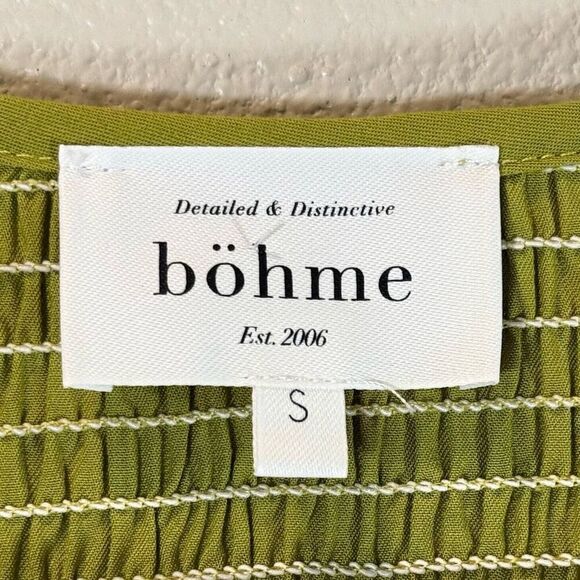 Detailed & Distinctive
böhme
Est. 2006
S